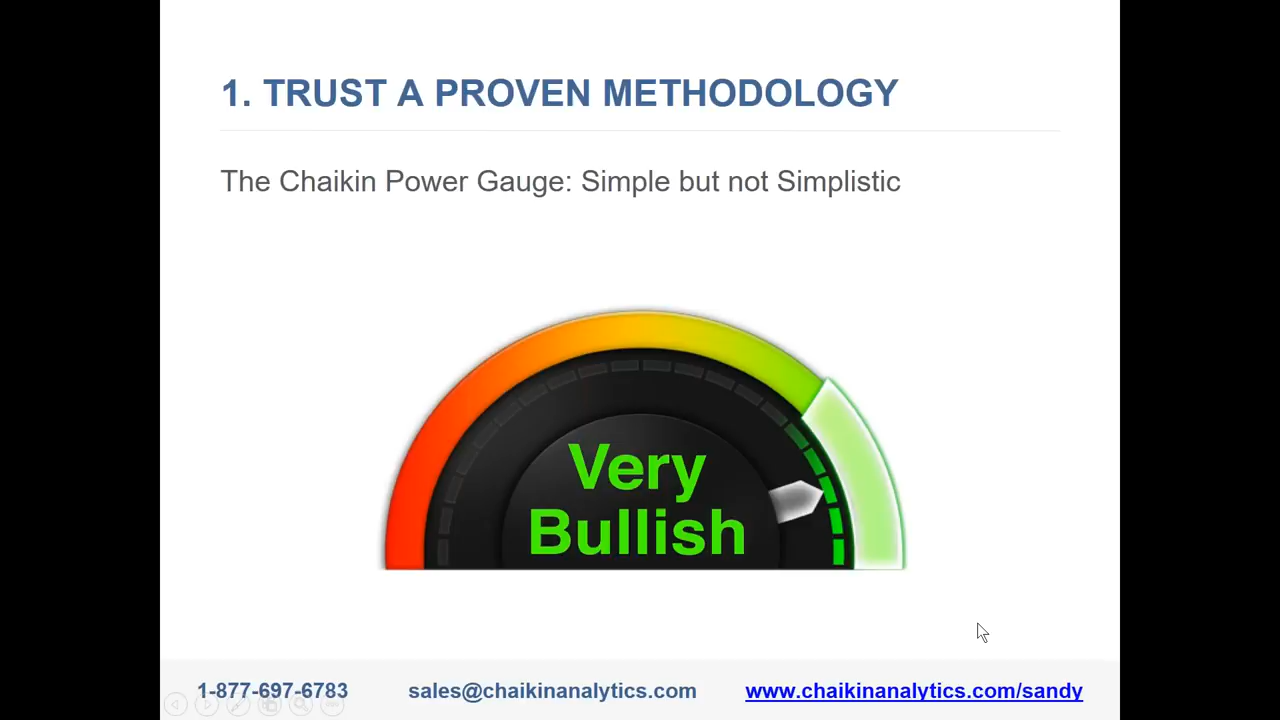 1. TRUST A PROVEN METHODOLOGY
The Chaikin Power Gauge: Simple but not Simplistic
Very
Bullish
1-877-697-6783 sales@chaikinanalytics.com www.chaikinanalytics.com/sandy